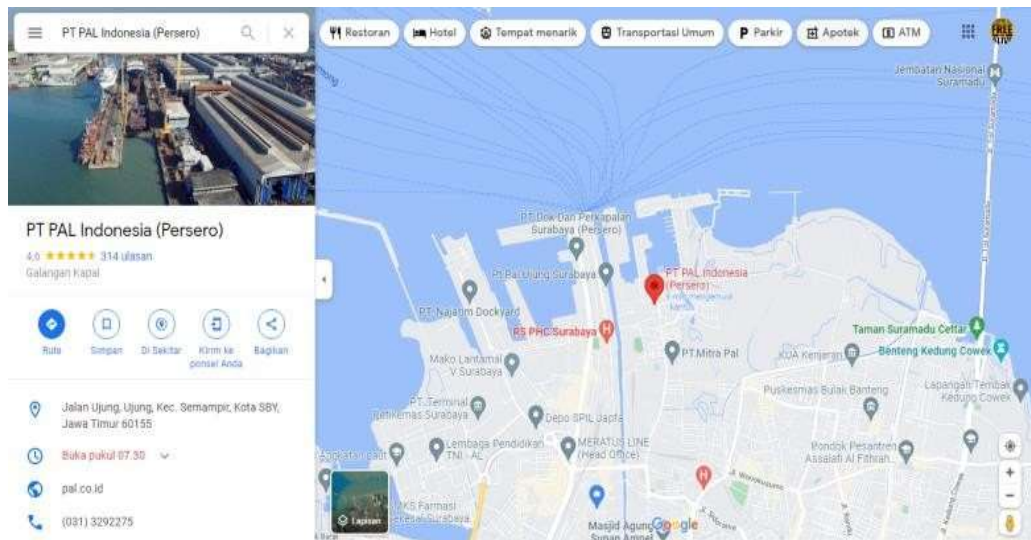 PT PAL Indonesia (Persero)
Restoran
Hotel
Tempat menarik
Transportasi Umum
P Parkir
Apotek
ATM
PT PAL Indonesia (Persero)
4,6 314 ulasan
Galangan Kapal
Rute
Simpan
Di Sekitar
Kirim ke
ponsel Anda
Bagikan
Jalan Ujung, Ujung, Kec. Semampir, Kota SBY,
Jawa Timur 60155
Buka pukul 07.30
pal.co.id
(031) 3292275
Jembatan Nasional
Suramadu
PT Dok Dan Perkapalan
Surabaya (Persero)
Pt Pal Ujung Surabaya
PT PAL Indonesia
(Persero)
PT. Najatim Dockyard
RS PHC Surabaya
H
PT Mitra Pal
Taman Suramadu Cettar
Benteng Kedung Cowek
KUA Kenjeran
Mako Lantamal
V Surabaya
Puskesmas Bulak Banteng
Lapangan Tembak
Kedung Cowek
PT. Terminal
Petikemas Surabaya
Depo SPIL Japfa
Lembaga Pendidikan
TNI - AL
MERATUS LINE
(Head Office)
Pondok Pesantren
Assalafi Al Fithrah...
H
Jl. Wonokusumo
Jl. Kedung Cowek
Lapisan
Masjid Agung
Sunan Ampel
Google